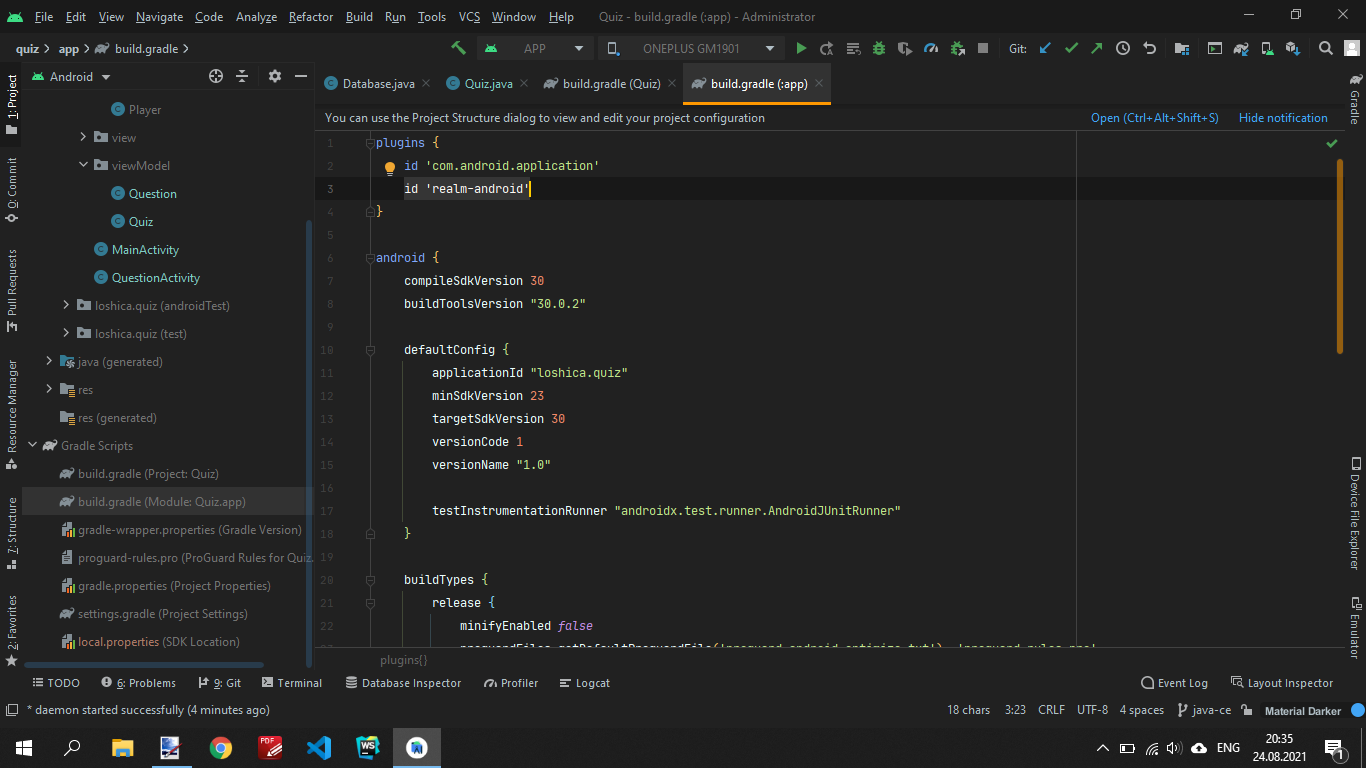 File Edit View Navigate Code Analyze Refactor Build Run Tools VCS Window Help Quiz - build.gradle (:app) - Administrator
quiz app build.gradle APP ONEPLUS GM1901 Git:
Android
Database.java Quiz.java build.gradle (Quiz) build.gradle (:app)
You can use the Project Structure dialog to view and edit your project configuration Open (Ctrl+Alt+Shift+S) Hide notification
1: Project
Commit
Pull Requests
Resource Manager
7: Structure
2: Favorites
Player
view
viewModel
Question
Quiz
MainActivity
QuestionActivity
loshica.quiz (androidTest)
loshica.quiz (test)
java (generated)
res
res (generated)
Gradle Scripts
build.gradle (Project: Quiz)
build.gradle (Module: Quiz.app)
gradle-wrapper.properties (Gradle Version)
proguard-rules.pro (ProGuard Rules for Quiz.
gradle.properties (Project Properties)
settings.gradle (Project Settings)
local.properties (SDK Location)
1 plugins {
2 id 'com.android.application'
3 id 'realm-android'
4 }
5
6 android {
7 compileSdkVersion 30
8 buildToolsVersion "30.0.2"
9
10 defaultConfig {
11 applicationId "loshica.quiz"
12 minSdkVersion 23
13 targetSdkVersion 30
14 versionCode 1
15 versionName "1.0"
16
17 testInstrumentationRunner "androidx.test.runner.AndroidJUnitRunner"
18 }
19
20 buildTypes {
21 release {
22 minifyEnabled false
plugins{}
Gradle
Device File Explorer
Emulator
TODO 6: Problems 9: Git Terminal Database Inspector Profiler Logcat Event Log Layout Inspector
* daemon started successfully (4 minutes ago) 18 chars 3:23 CRLF UTF-8 4 spaces java-ce Material Darker
PDF WS ENG 20:35
24.08.2021 1